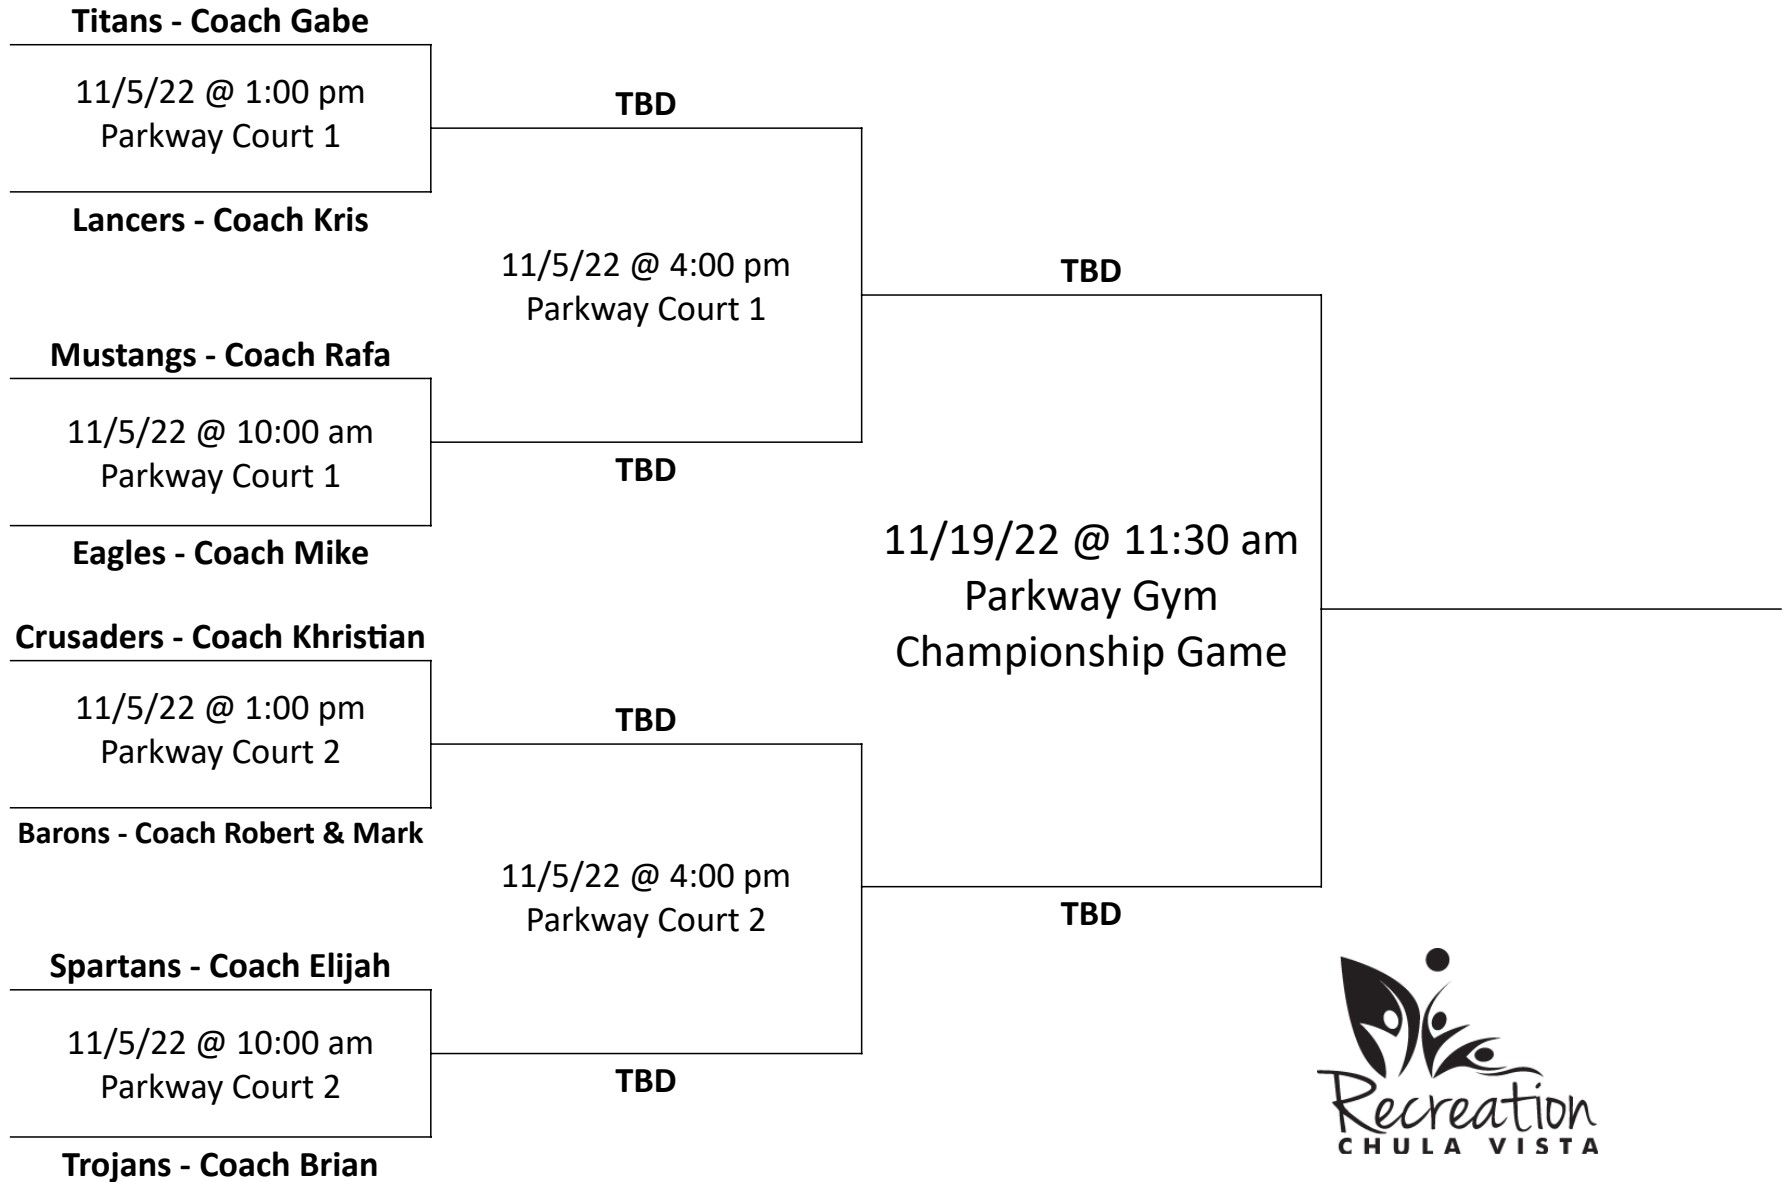 Titans - Coach Gabe
11/5/22 @ 1:00 pm
Parkway Court 1
Lancers - Coach Kris
TBD
11/5/22 @ 4:00 pm
Parkway Court 1
Mustangs - Coach Rafa
11/5/22 @ 10:00 am
Parkway Court 1
Eagles - Coach Mike
TBD
TBD
11/19/22 @ 11:30 am
Parkway Gym
Championship Game
Crusaders - Coach Khristian
11/5/22 @ 1:00 pm
Parkway Court 2
Barons - Coach Robert & Mark
TBD
11/5/22 @ 4:00 pm
Parkway Court 2
Spartans - Coach Elijah
11/5/22 @ 10:00 am
Parkway Court 2
Trojans - Coach Brian
TBD
TBD
Recreation
CHULA VISTA